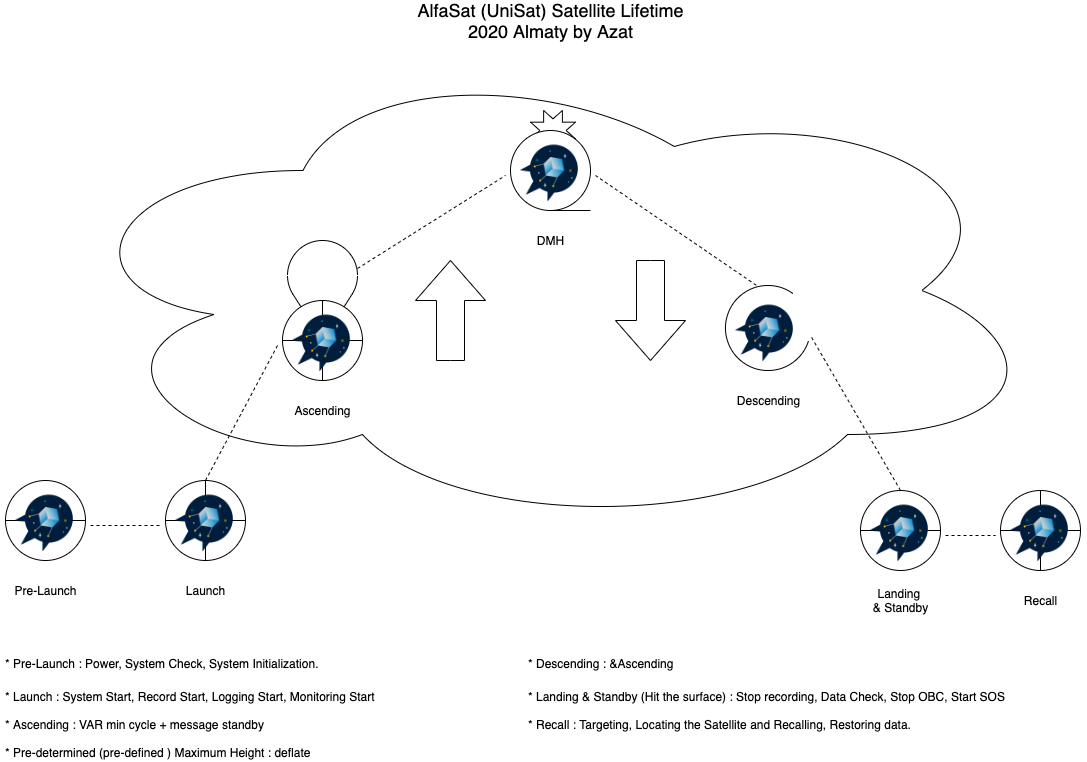 AlfaSat (UniSat) Satellite Lifetime
2020 Almaty by Azat
DMH
Ascending
Descending
Pre-Launch
Launch
Landing
& Standby
Recall
* Pre-Launch : Power, System Check, System Initialization.
* Launch : System Start, Record Start, Logging Start, Monitoring Start
* Ascending : VAR min cycle + message standby
* Pre-determined (pre-defined ) Maximum Height : deflate
* Descending : &Ascending
* Landing & Standby (Hit the surface) : Stop recording, Data Check, Stop OBC, Start SOS
* Recall : Targeting, Locating the Satellite and Recalling, Restoring data.